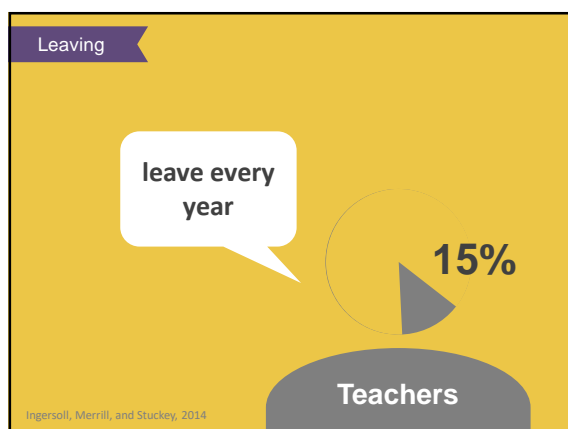 Leaving
leave every
year
15%
Teachers
Ingersoll, Merrill, and Stuckey, 2014